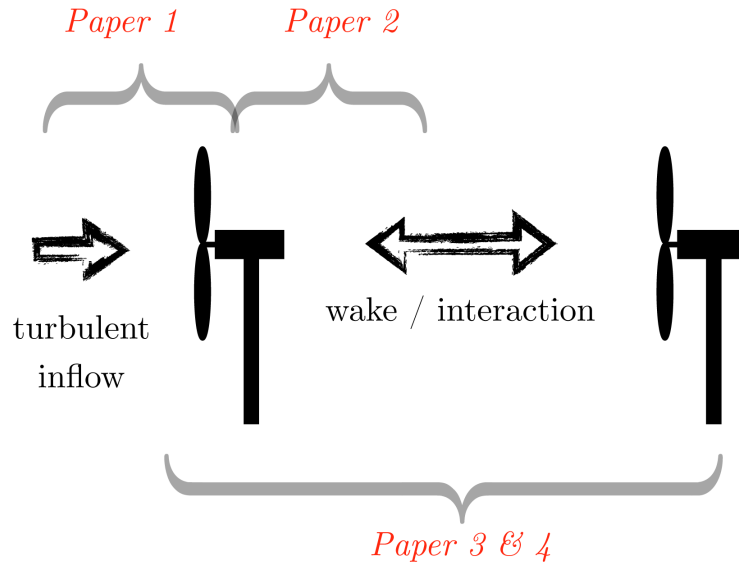 Paper 1
Paper 2
turbulent
inflow
wake / interaction
Paper 3 & 4